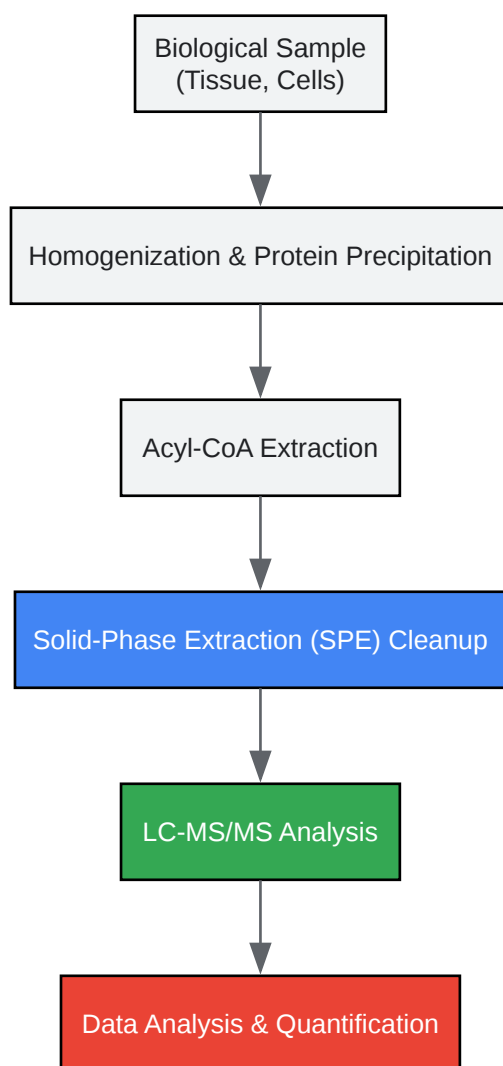 Biological Sample
(Tissue, Cells)
Homogenization & Protein Precipitation
Acyl-CoA Extraction
Solid-Phase Extraction (SPE) Cleanup
LC-MS/MS Analysis
Data Analysis & Quantification